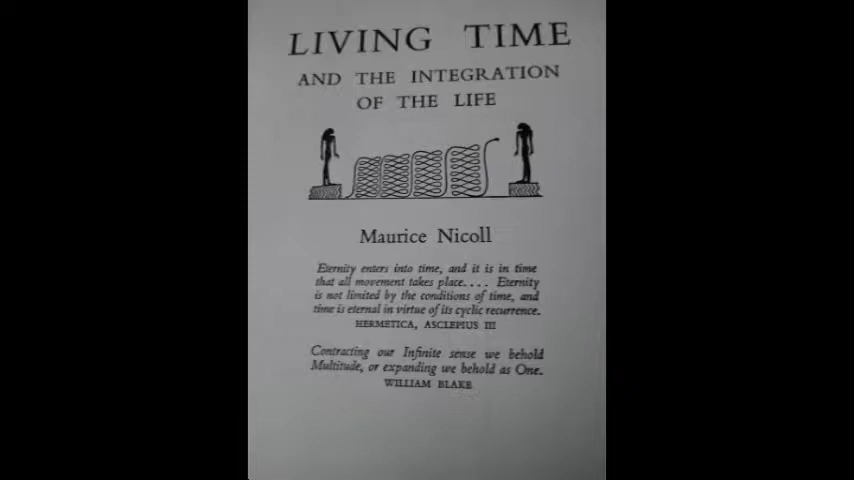 LIVING TIME
AND THE INTEGRATION
OF THE LIFE
Maurice Nicoll
Eternity enters into time, and it is in time
that all movement takes place.... Eternity
is not limited by the conditions of time, and
time is eternal in virtue of its cyclic recurrence.
HERMETICA, ASCLEPIUS III
Contracting our Infinite sense we behold
Multitude, or expanding we behold as One.
WILLIAM BLAKE